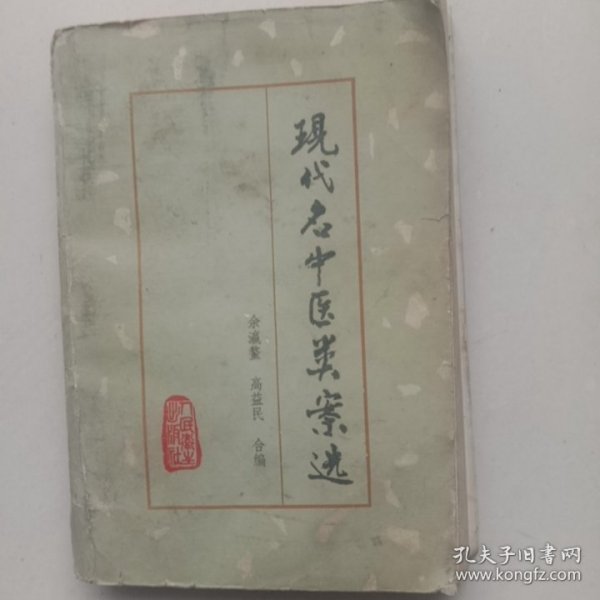 现代名中医类案选
余瀛鳌 高益民 合编
人民卫生出版社
孔夫子旧书网
www.kongfz.com